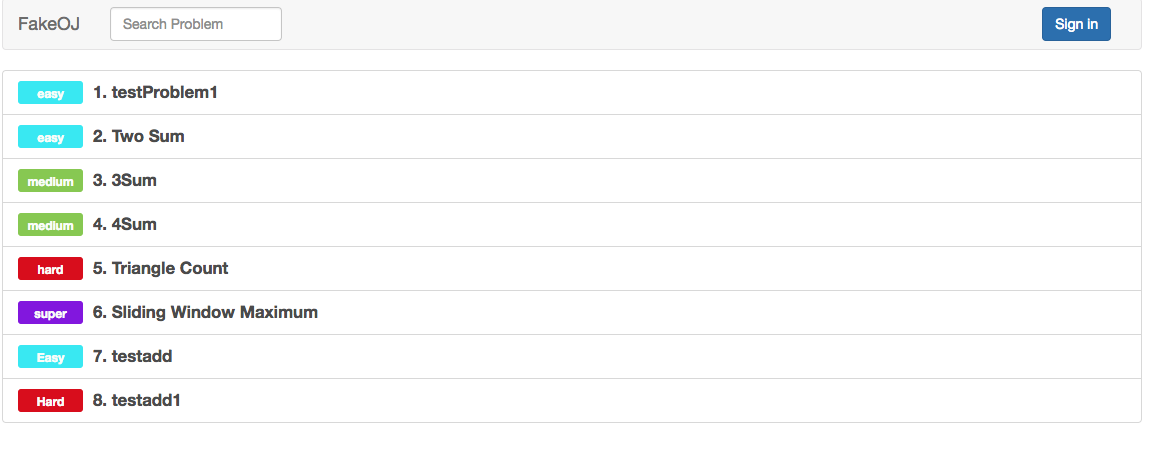 FakeOJ Search Problem Sign in
easy 1. testProblem1
easy 2. Two Sum
medium 3. 3Sum
medium 4. 4Sum
hard 5. Triangle Count
super 6. Sliding Window Maximum
Easy 7. testadd
Hard 8. testadd1